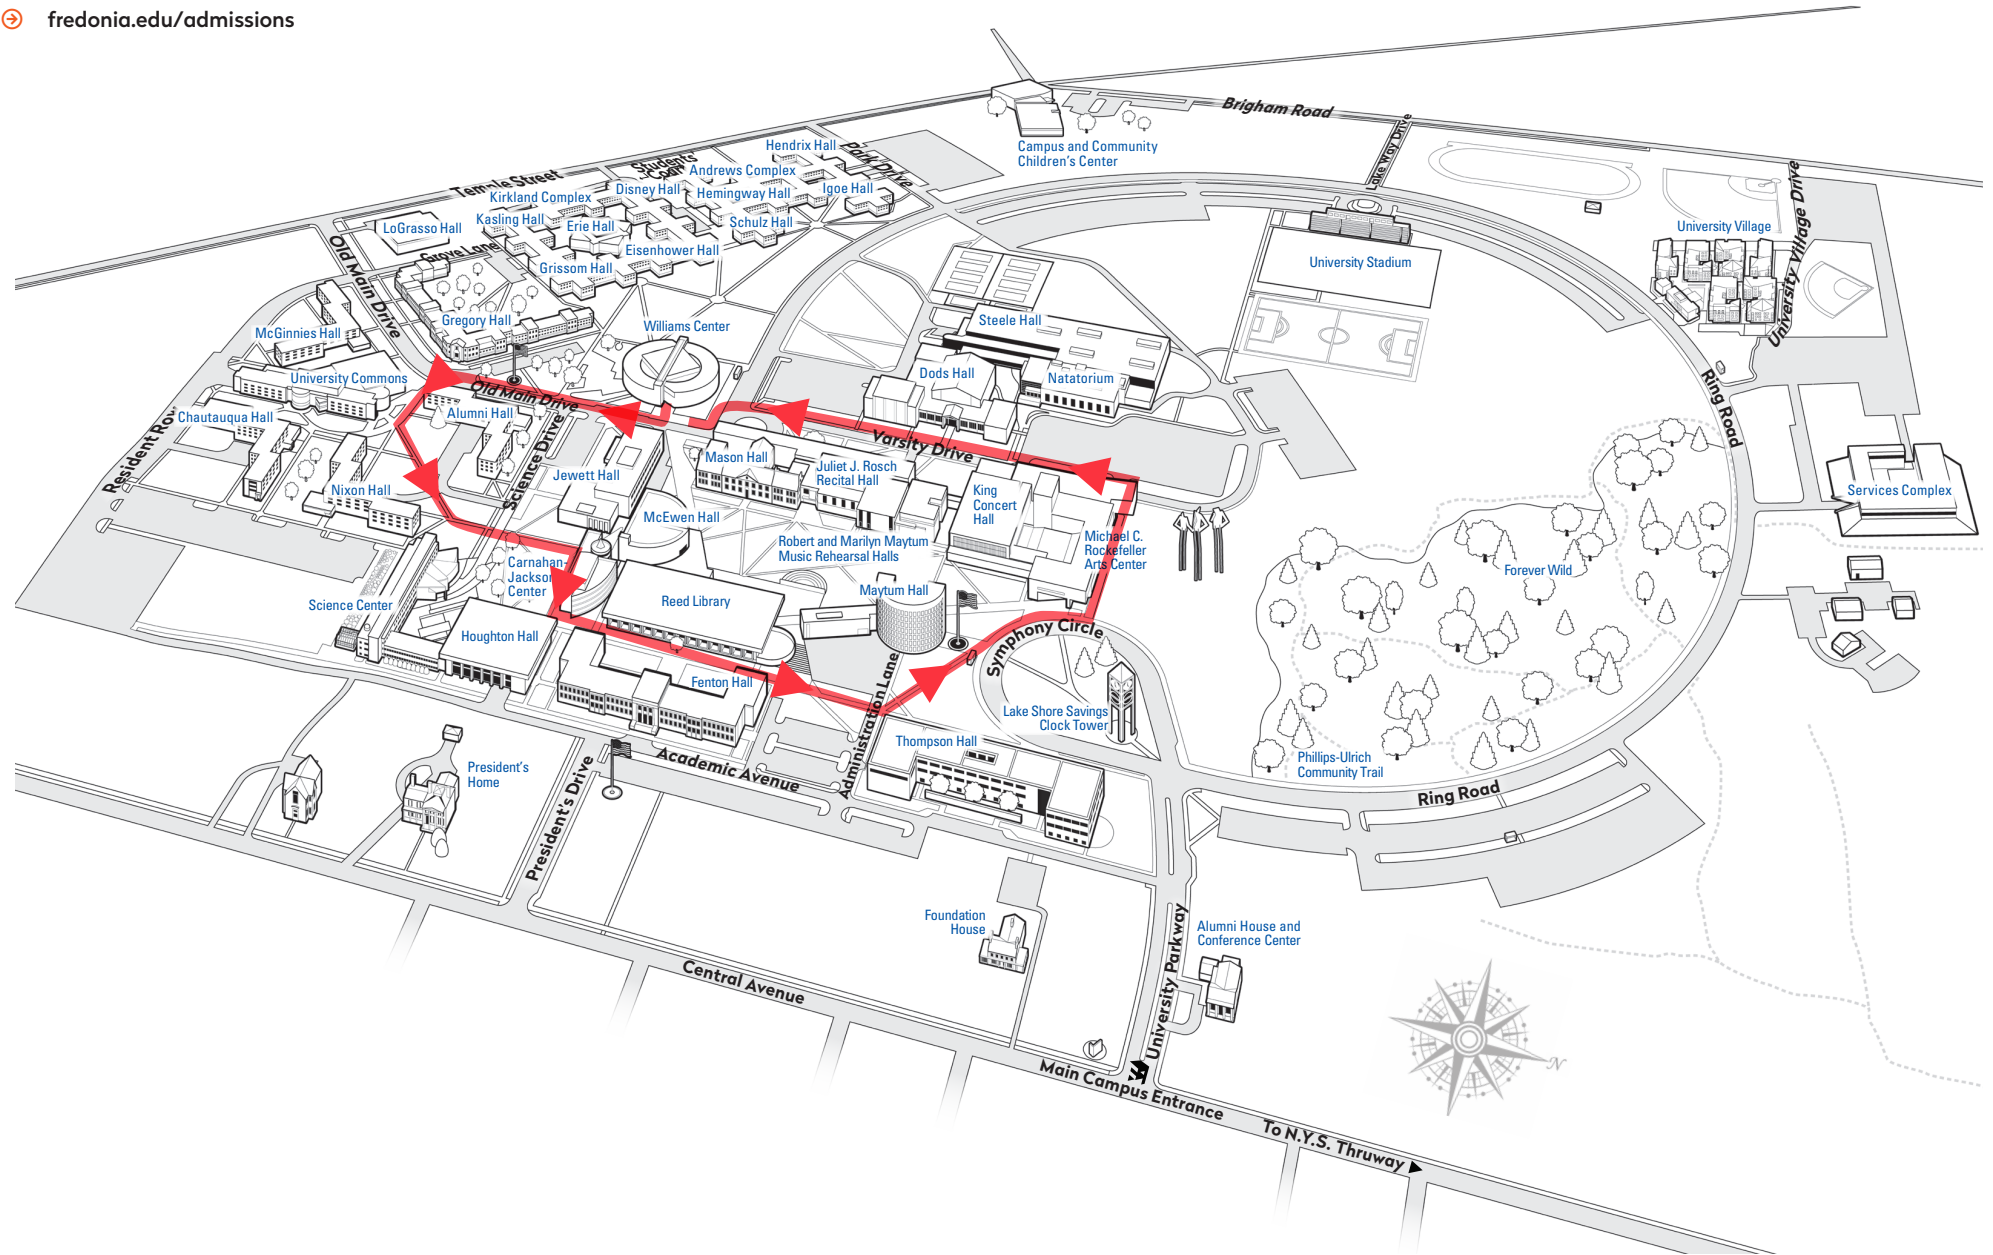 fredonia.edu/admissions
Brigham Road
Lake Way Drive
Campus and Community
Children's Center
Hendrix Hall
Park Drive
Students'
Court
Andrews Complex
Temple Street
Disney Hall
Hemingway Hall
Igoe Hall
Kirkland Complex
Kasling Hall
Erie Hall
Schulz Hall
LoGrasso Hall
Eisenhower Hall
Grove Lane
Grissom Hall
Old Main Drive
University Stadium
University Village
University Village Drive
Gregory Hall
Williams Center
Steele Hall
McGinnies Hall
University Commons
Dods Hall
Natatorium
Old Main Drive
Alumni Hall
Chautauqua Hall
Resident Row
Science Drive
Varsity Drive
Ring Road
Mason Hall
Juliet J. Rosch
Recital Hall
Jewett Hall
Nixon Hall
King
Concert
Hall
Services Complex
McEwen Hall
Robert and Marilyn Maytum
Music Rehearsal Halls
Michael C.
Rockefeller
Arts Center
Carnahan-
Jackson
Center
Forever Wild
Maytum Hall
Reed Library
Science Center
Houghton Hall
Symphony Circle
Fenton Hall
Administration Lane
Lake Shore Savings
Clock Tower
Thompson Hall
Phillips-Ulrich
Community Trail
Academic Avenue
President's
Home
President's Drive
Ring Road
Foundation
House
Alumni House and
Conference Center
University Parkway
Central Avenue
N
Main Campus Entrance
To N.Y.S. Thruway